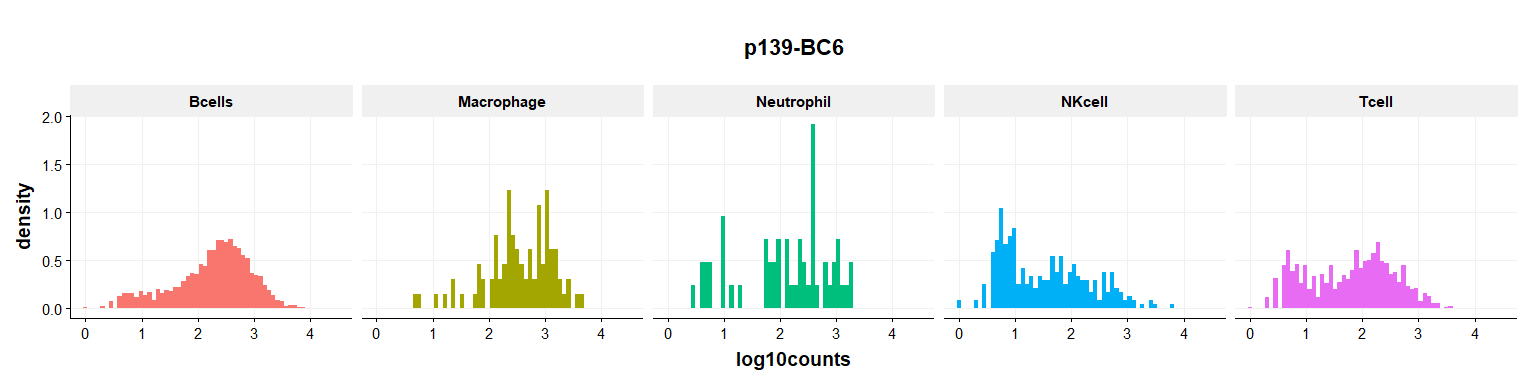 p139-BC6
Bcells Macrophage Neutrophil NKcell Tcell
density
2.0
1.5
1.0
0.5
0.0
0 1 2 3 4 0 1 2 3 4 0 1 2 3 4 0 1 2 3 4 0 1 2 3 4
log10counts